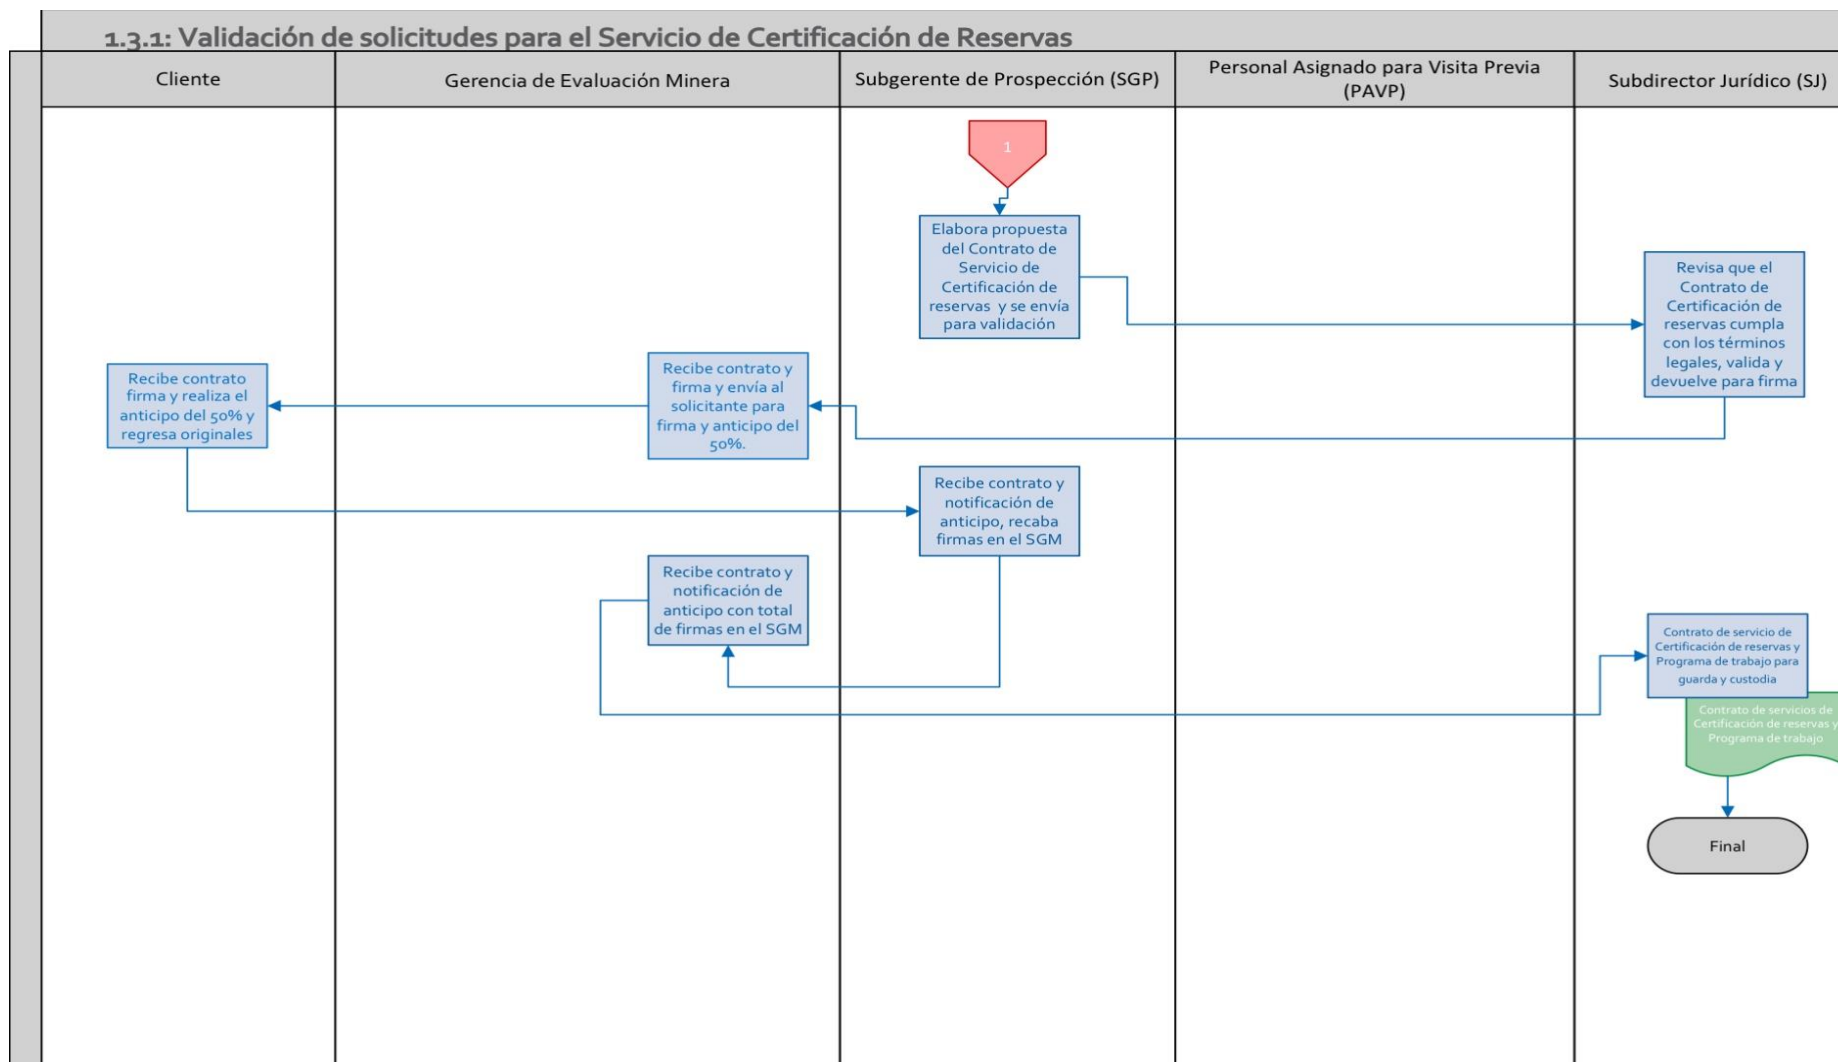 1.3.1: Validación de solicitudes para el Servicio de Certificación de Reservas
Cliente
Gerencia de Evaluación Minera
Subgerente de Prospección (SGP)
Personal Asignado para Visita Previa
(PAVP)
Subdirector Jurídico (SJ)
1
Elabora propuesta
del Contrato de
Servicio de
Certificación de
reservas y se envía
para validación
Revisa que el
Contrato de
Certificación de
reservas cumpla
con los términos
legales, valida y
devuelve para firma
Recibe contrato y
firma y envía al
solicitante para
firma y anticipo del
50%.
Recibe contrato
firma y realiza el
anticipo del 50% y
regresa originales
Recibe contrato y
notificación de
anticipo, recaba
firmas en el SGM
Recibe contrato y
notificación de
anticipo con total
de firmas en el SGM
Contrato de servicio de
Certificación de reservas y
Programa de trabajo para
guarda y custodia
Contrato de servicios de
Certificación de reservas y
Programa de trabajo
Final